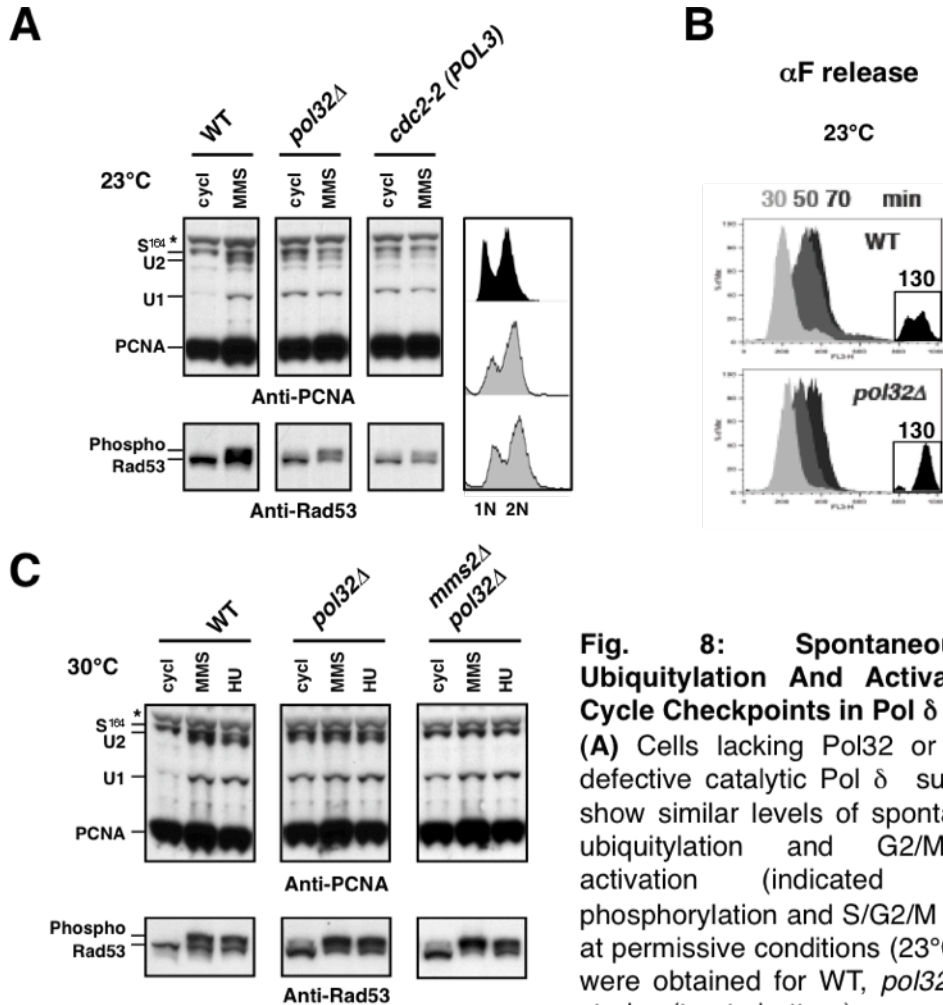 A
WT
pol32Δ
cdc2-2 (POL3)
23°C
cycl
MMS
cycl
MMS
cycl
MMS
S164 *
U2
U1
PCNA
Anti-PCNA
Phospho
Rad53
Anti-Rad53
1N 2N
B
αF release
23°C
30 50 70 min
WT
130
FL3-H
pol32Δ
130
FL3-H
C
WT
pol32Δ
mms2Δ
pol32Δ
30°C
cycl
MMS
HU
cycl
MMS
HU
cycl
MMS
HU
*
S164
U2
U1
PCNA
Anti-PCNA
Phospho
Rad53
Anti-Rad53
Fig. 8: Spontaneou
Ubiquitylation And Activa
Cycle Checkpoints in Pol δ
(A) Cells lacking Pol32 or
defective catalytic Pol δ su
show similar levels of sponta
ubiquitylation and G2/M
activation (indicated
phosphorylation and S/G2/M
at permissive conditions (23°C
were obtained for WT, pol32